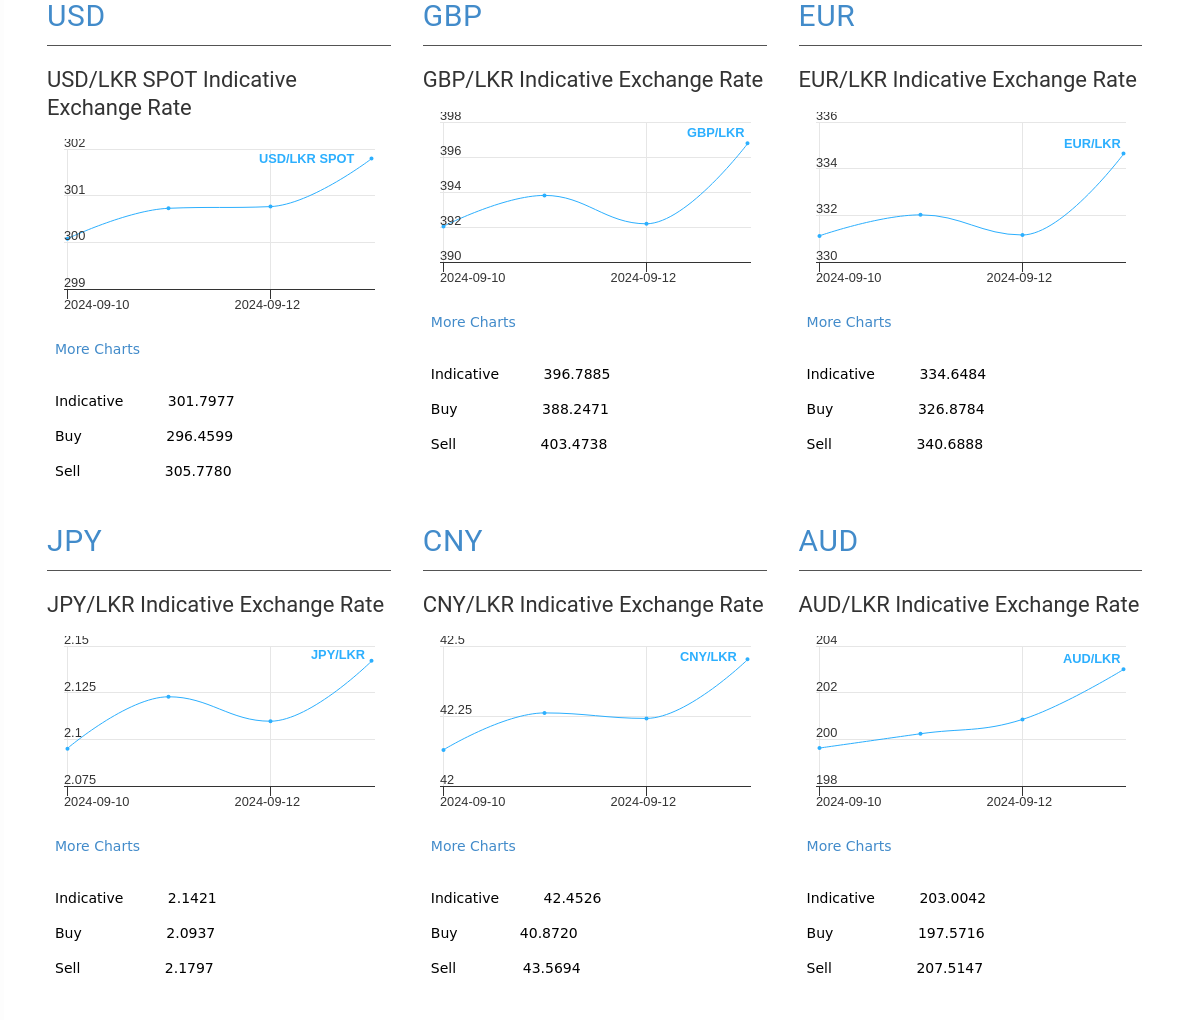 USD
USD/LKR SPOT Indicative
Exchange Rate
302
USD/LKR SPOT
301
300
299
2024-09-10 2024-09-12
More Charts
Indicative 301.7977
Buy 296.4599
Sell 305.7780
GBP
GBP/LKR Indicative Exchange Rate
398
GBP/LKR
396
394
392
390
2024-09-10 2024-09-12
More Charts
Indicative 396.7885
Buy 388.2471
Sell 403.4738
EUR
EUR/LKR Indicative Exchange Rate
336
EUR/LKR
334
332
330
2024-09-10 2024-09-12
More Charts
Indicative 334.6484
Buy 326.8784
Sell 340.6888
JPY
JPY/LKR Indicative Exchange Rate
2.15
JPY/LKR
2.125
2.1
2.075
2024-09-10 2024-09-12
More Charts
Indicative 2.1421
Buy 2.0937
Sell 2.1797
CNY
CNY/LKR Indicative Exchange Rate
42.5
CNY/LKR
42.25
42
2024-09-10 2024-09-12
More Charts
Indicative 42.4526
Buy 40.8720
Sell 43.5694
AUD
AUD/LKR Indicative Exchange Rate
204
AUD/LKR
202
200
198
2024-09-10 2024-09-12
More Charts
Indicative 203.0042
Buy 197.5716
Sell 207.5147